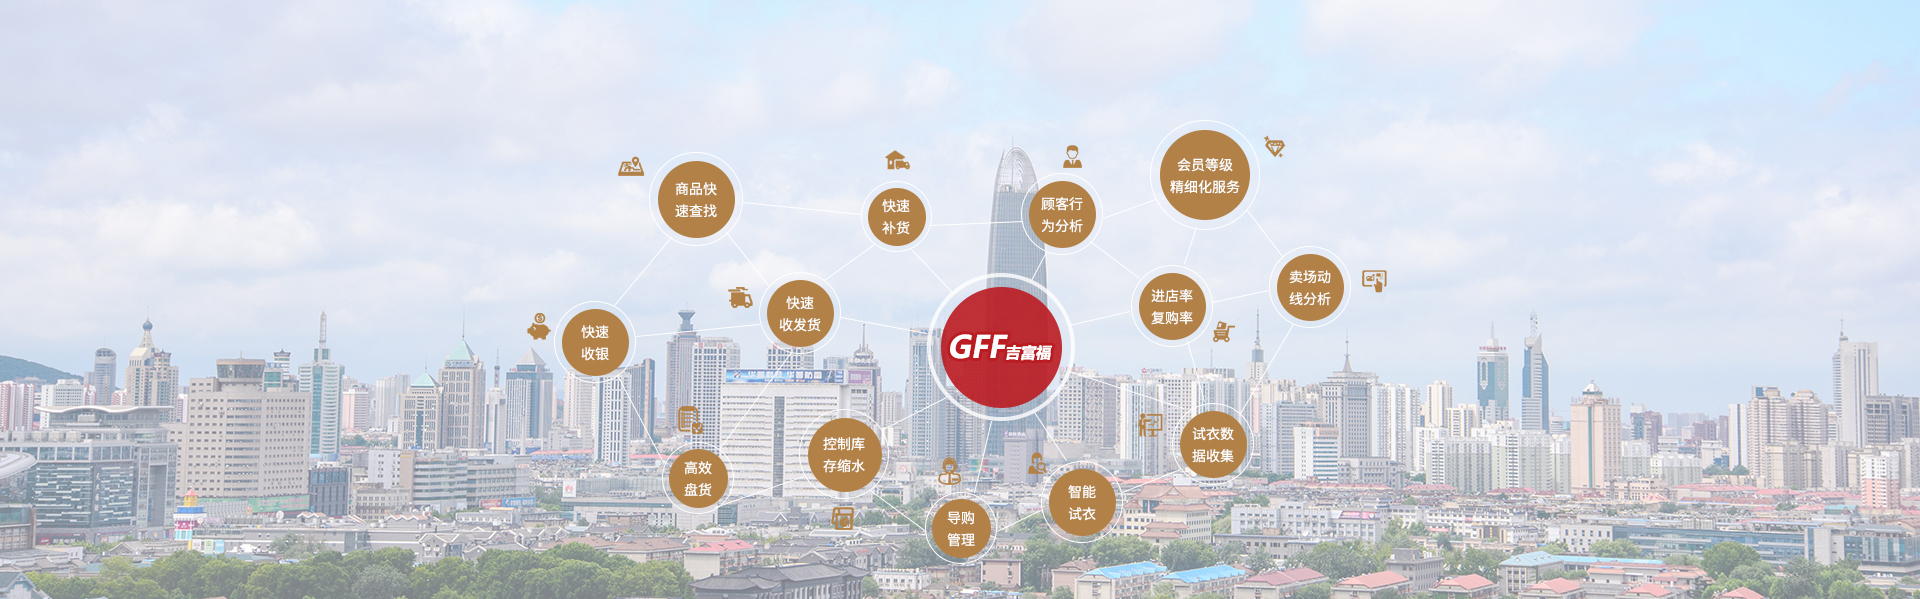 商品快
速查找
快速
补货
顾客行
为分析
会员等级
精细化服务
快速
收银
快速
收发货
GFF吉富福
进店率
复购率
卖场动
线分析
高效
盘货
控制库
存缩水
导购
管理
智能
试衣
试衣数
据收集